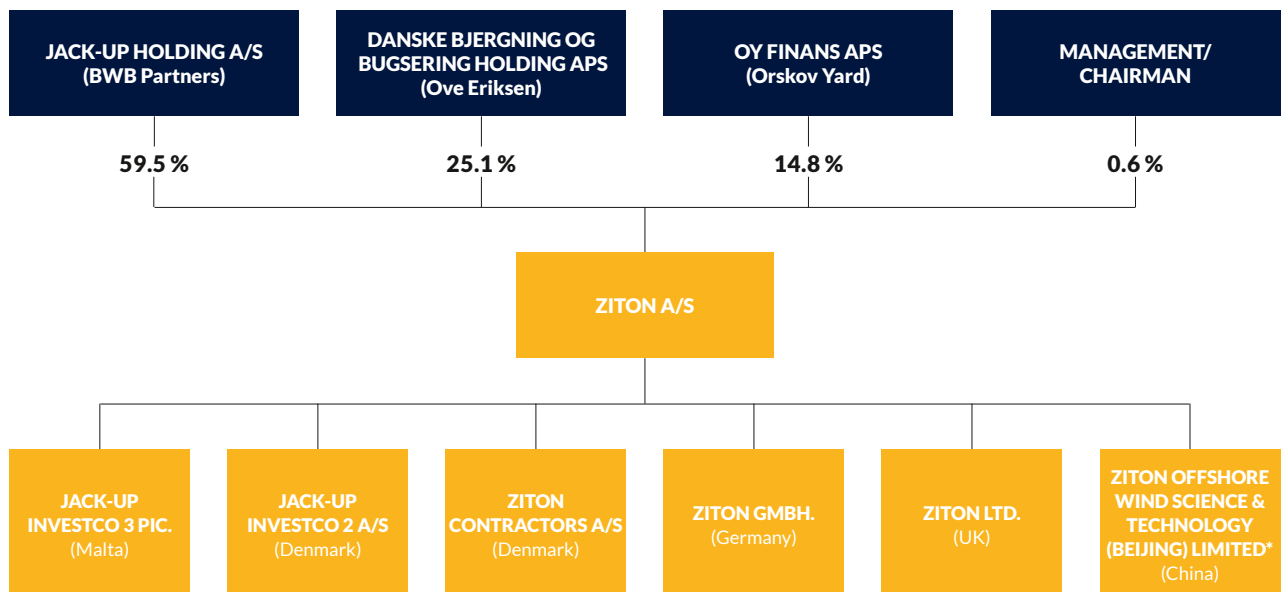 JACK-UP HOLDING A/S
(BWB Partners)
DANSKE BJERGNING OG
BUGSERING HOLDING APS
(Ove Eriksen)
OY FINANS APS
(Orskov Yard)
MANAGEMENT/
CHAIRMAN
59.5 %
25.1 %
14.8 %
0.6 %
ZITON A/S
JACK-UP
INVESTCO 3 PIC.
(Malta)
JACK-UP
INVESTCO 2 A/S
(Denmark)
ZITON
CONTRACTORS A/S
(Denmark)
ZITON GMBH.
(Germany)
ZITON LTD.
(UK)
ZITON OFFSHORE
WIND SCIENCE &
TECHNOLOGY
(BEIJING) LIMITED*
(China)